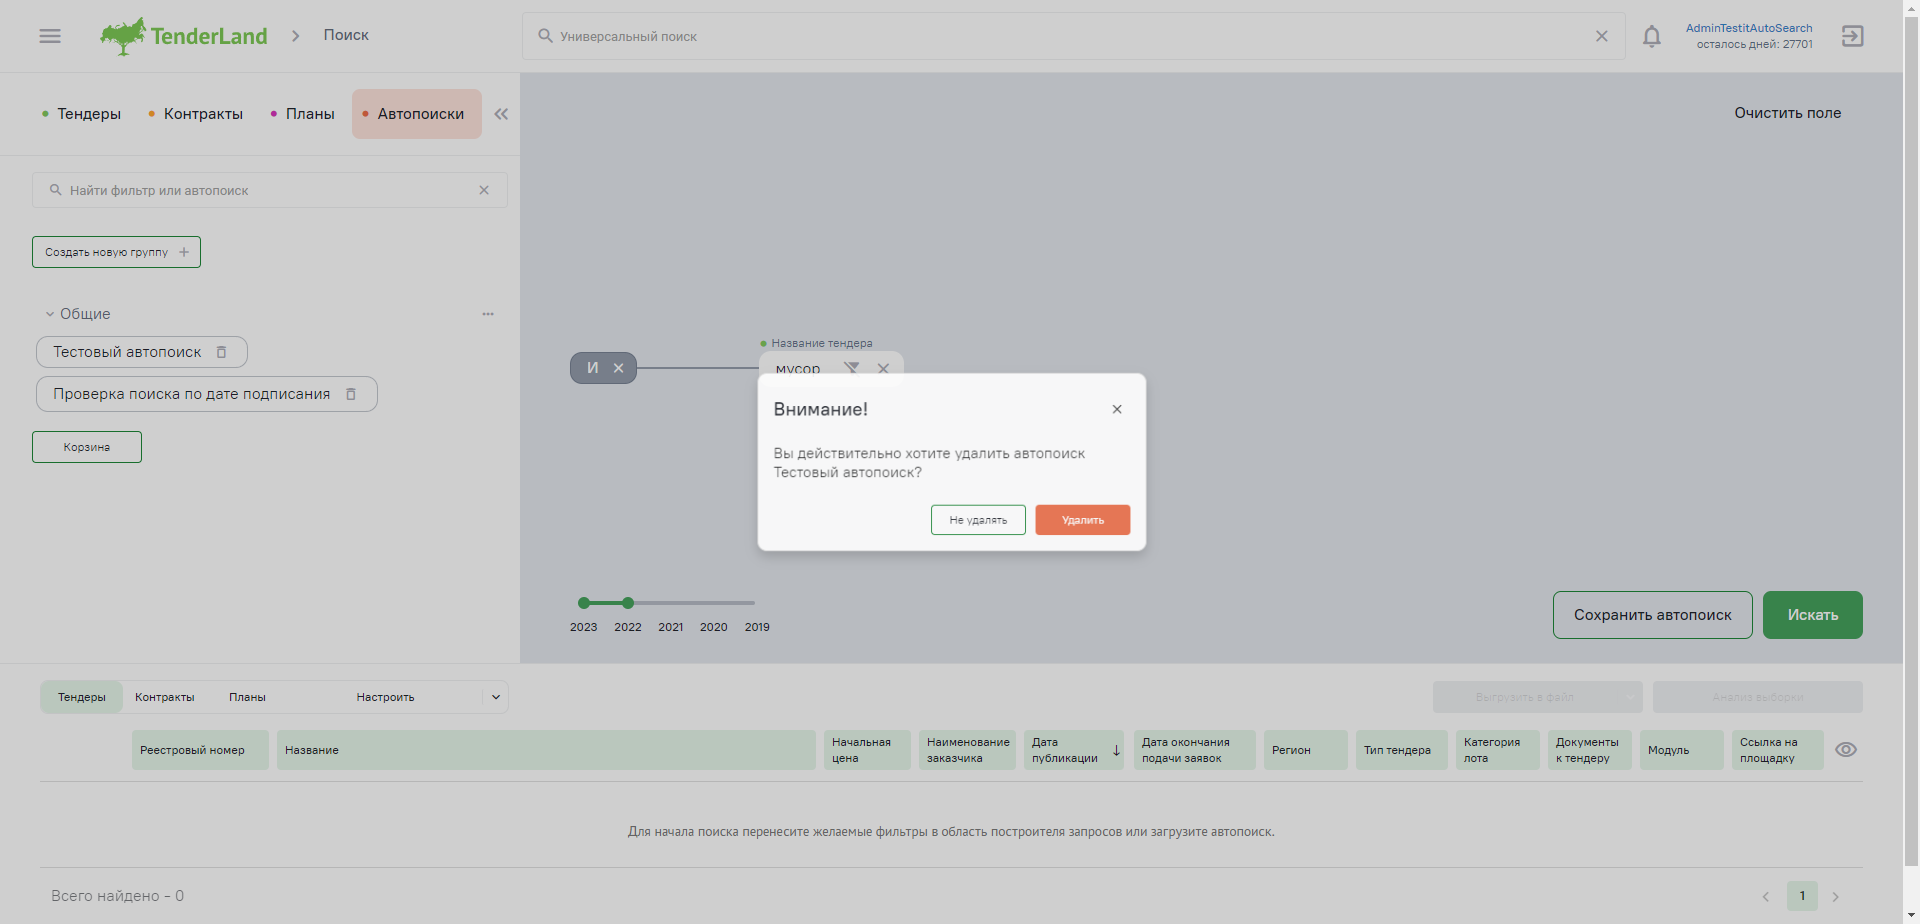 TenderLand
Поиск
Универсальный поиск
AdminTestitAutoSearch
осталось дней: 27701
Тендеры
Контракты
Планы
Автопоиски
Очистить поле
Найти фильтр или автопоиск
Создать новую группу
Общие
Тестовый автопоиск
Проверка поиска по дате подписания
Корзина
Название тендера
И
мусор
Внимание!
Вы действительно хотите удалить автопоиск
Тестовый автопоиск?
Не удалять
Удалить
2023 2022 2021 2020 2019
Сохранить автопоиск
Искать
Тендеры
Контракты
Планы
Настроить
Выгрузить в файл
Анализ выборки
Реестровый номер
Название
Начальная
цена
Наименование
заказчика
Дата
публикации
Дата окончания
подачи заявок
Регион
Тип тендера
Категория
лота
Документы
к тендеру
Модуль
Ссылка на
площадку
Для начала поиска перенесите желаемые фильтры в область построителя запросов или загрузите автопоиск.
Всего найдено - 0
1